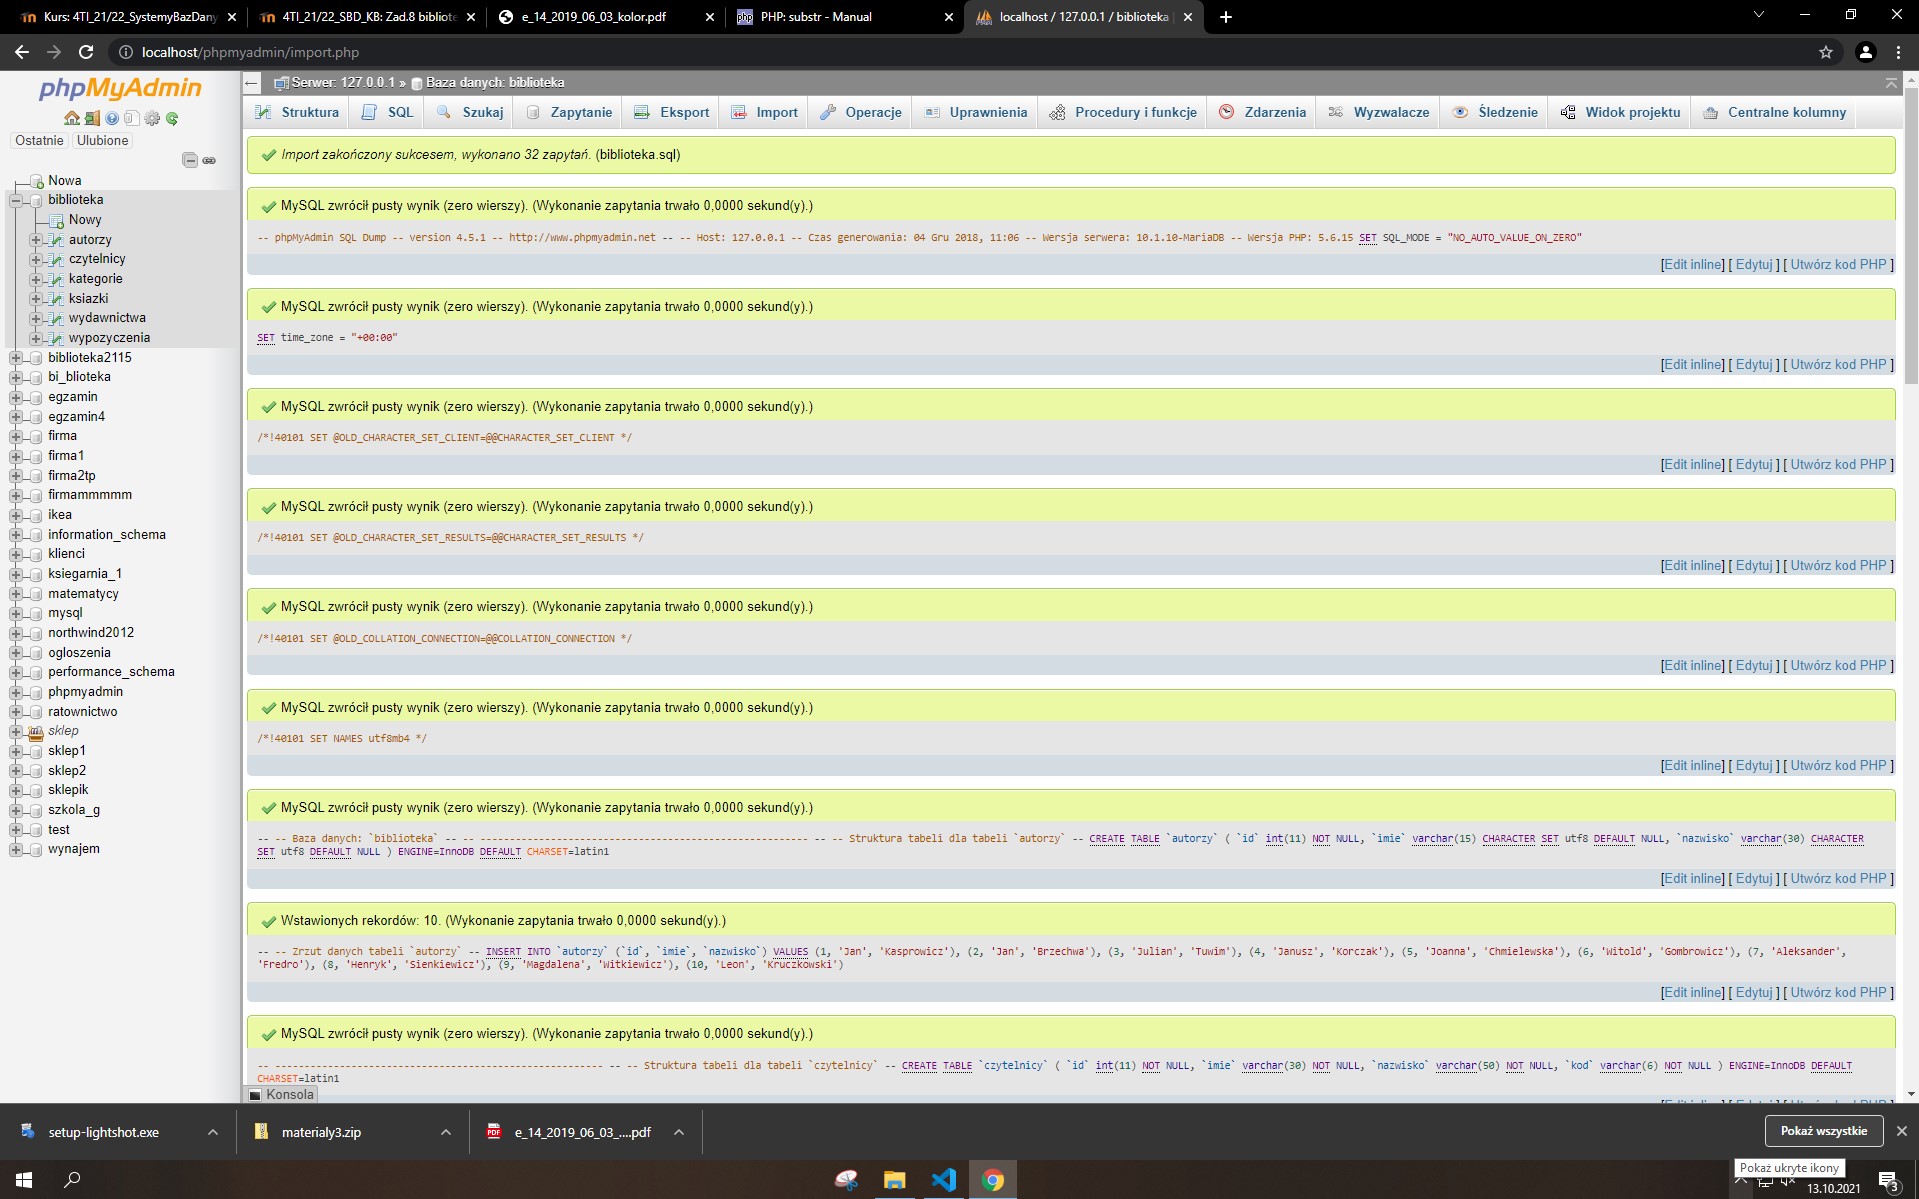 Kurs: 4TI_21/22_SystemyBazDan
4TI_21/22_SBD_KB: Zad.8 bibliote
e_14_2019_06_03_kolor.pdf
PHP: substr - Manual
localhost / 127.0.0.1 / biblioteka
localhost/phpmyadmin/import.php
phpMyAdmin
Ostatnie
Ulubione
Nowa
biblioteka
Nowy
autorzy
czytelnicy
kategorie
ksiazki
wydawnictwa
wypozyczenia
biblioteka2115
bi_blioteka
egzamin
egzamin4
firma
firma1
firma2tp
firmammmmm
ikea
information_schema
klienci
ksiegarnia_1
matematycy
mysql
northwind2012
ogloszenia
performance_schema
phpmyadmin
ratownictwo
sklep
sklep1
sklep2
sklepik
szkola_g
test
wynajem
Serwer: 127.0.0.1 » Baza danych: biblioteka
Struktura SQL Szukaj Zapytanie Eksport Import Operacje Uprawnienia Procedury i funkcje Zdarzenia Wyzwalacze Śledzenie Widok projektu Centralne kolumny
Import zakończony sukcesem, wykonano 32 zapytań. (biblioteka.sql)
MySQL zwrócił pusty wynik (zero wierszy). (Wykonanie zapytania trwało 0,0000 sekund(y).)
-- phpMyAdmin SQL Dump -- version 4.5.1 -- http://www.phpmyadmin.net -- -- Host: 127.0.0.1 -- Czas generowania: 04 Gru 2018, 11:06 -- Wersja serwera: 10.1.10-MariaDB -- Wersja PHP: 5.6.15 SET SQL_MODE = "NO_AUTO_VALUE_ON_ZERO"
[Edit inline] [ Edytuj ] [ Utwórz kod PHP ]
MySQL zwrócił pusty wynik (zero wierszy). (Wykonanie zapytania trwało 0,0000 sekund(y).)
SET time_zone = "+00:00"
[Edit inline] [ Edytuj ] [ Utwórz kod PHP ]
MySQL zwrócił pusty wynik (zero wierszy). (Wykonanie zapytania trwało 0,0000 sekund(y).)
/*!40101 SET @OLD_CHARACTER_SET_CLIENT=@@CHARACTER_SET_CLIENT */
[Edit inline] [ Edytuj ] [ Utwórz kod PHP ]
MySQL zwrócił pusty wynik (zero wierszy). (Wykonanie zapytania trwało 0,0000 sekund(y).)
/*!40101 SET @OLD_CHARACTER_SET_RESULTS=@@CHARACTER_SET_RESULTS */
[Edit inline] [ Edytuj ] [ Utwórz kod PHP ]
MySQL zwrócił pusty wynik (zero wierszy). (Wykonanie zapytania trwało 0,0000 sekund(y).)
/*!40101 SET @OLD_COLLATION_CONNECTION=@@COLLATION_CONNECTION */
[Edit inline] [ Edytuj ] [ Utwórz kod PHP ]
MySQL zwrócił pusty wynik (zero wierszy). (Wykonanie zapytania trwało 0,0000 sekund(y).)
/*!40101 SET NAMES utf8mb4 */
[Edit inline] [ Edytuj ] [ Utwórz kod PHP ]
MySQL zwrócił pusty wynik (zero wierszy). (Wykonanie zapytania trwało 0,0000 sekund(y).)
-- -- Baza danych: `biblioteka` -- -- -------------------------------------------------------- -- -- Struktura tabeli dla tabeli `autorzy` -- CREATE TABLE `autorzy` ( `id` int(11) NOT NULL, `imie` varchar(15) CHARACTER SET utf8 DEFAULT NULL, `nazwisko` varchar(30) CHARACTER
SET utf8 DEFAULT NULL ) ENGINE=InnoDB DEFAULT CHARSET=latin1
[Edit inline] [ Edytuj ] [ Utwórz kod PHP ]
Wstawionych rekordów: 10. (Wykonanie zapytania trwało 0,0000 sekund(y).)
-- -- Zrzut danych tabeli `autorzy` -- INSERT INTO `autorzy` (`id`, `imie`, `nazwisko`) VALUES (1, 'Jan', 'Kasprowicz'), (2, 'Jan', 'Brzechwa'), (3, 'Julian', 'Tuwim'), (4, 'Janusz', 'Korczak'), (5, 'Joanna', 'Chmielewska'), (6, 'Witold', 'Gombrowicz'), (7, 'Aleksander',
'Fredro'), (8, 'Henryk', 'Sienkiewicz'), (9, 'Magdalena', 'Witkiewicz'), (10, 'Leon', 'Kruczkowski')
[Edit inline] [ Edytuj ] [ Utwórz kod PHP ]
MySQL zwrócił pusty wynik (zero wierszy). (Wykonanie zapytania trwało 0,0000 sekund(y).)
-- -------------------------------------------------------- -- -- Struktura tabeli dla tabeli `czytelnicy` -- CREATE TABLE `czytelnicy` ( `id` int(11) NOT NULL, `imie` varchar(30) NOT NULL, `nazwisko` varchar(50) NOT NULL, `kod` varchar(6) NOT NULL ) ENGINE=InnoDB DEFAULT
CHARSET=latin1
Konsola
setup-lightshot.exe
materialy3.zip
e_14_2019_06_03_....pdf
Pokaż wszystkie
Pokaż ukryte ikony
13.10.2021
3